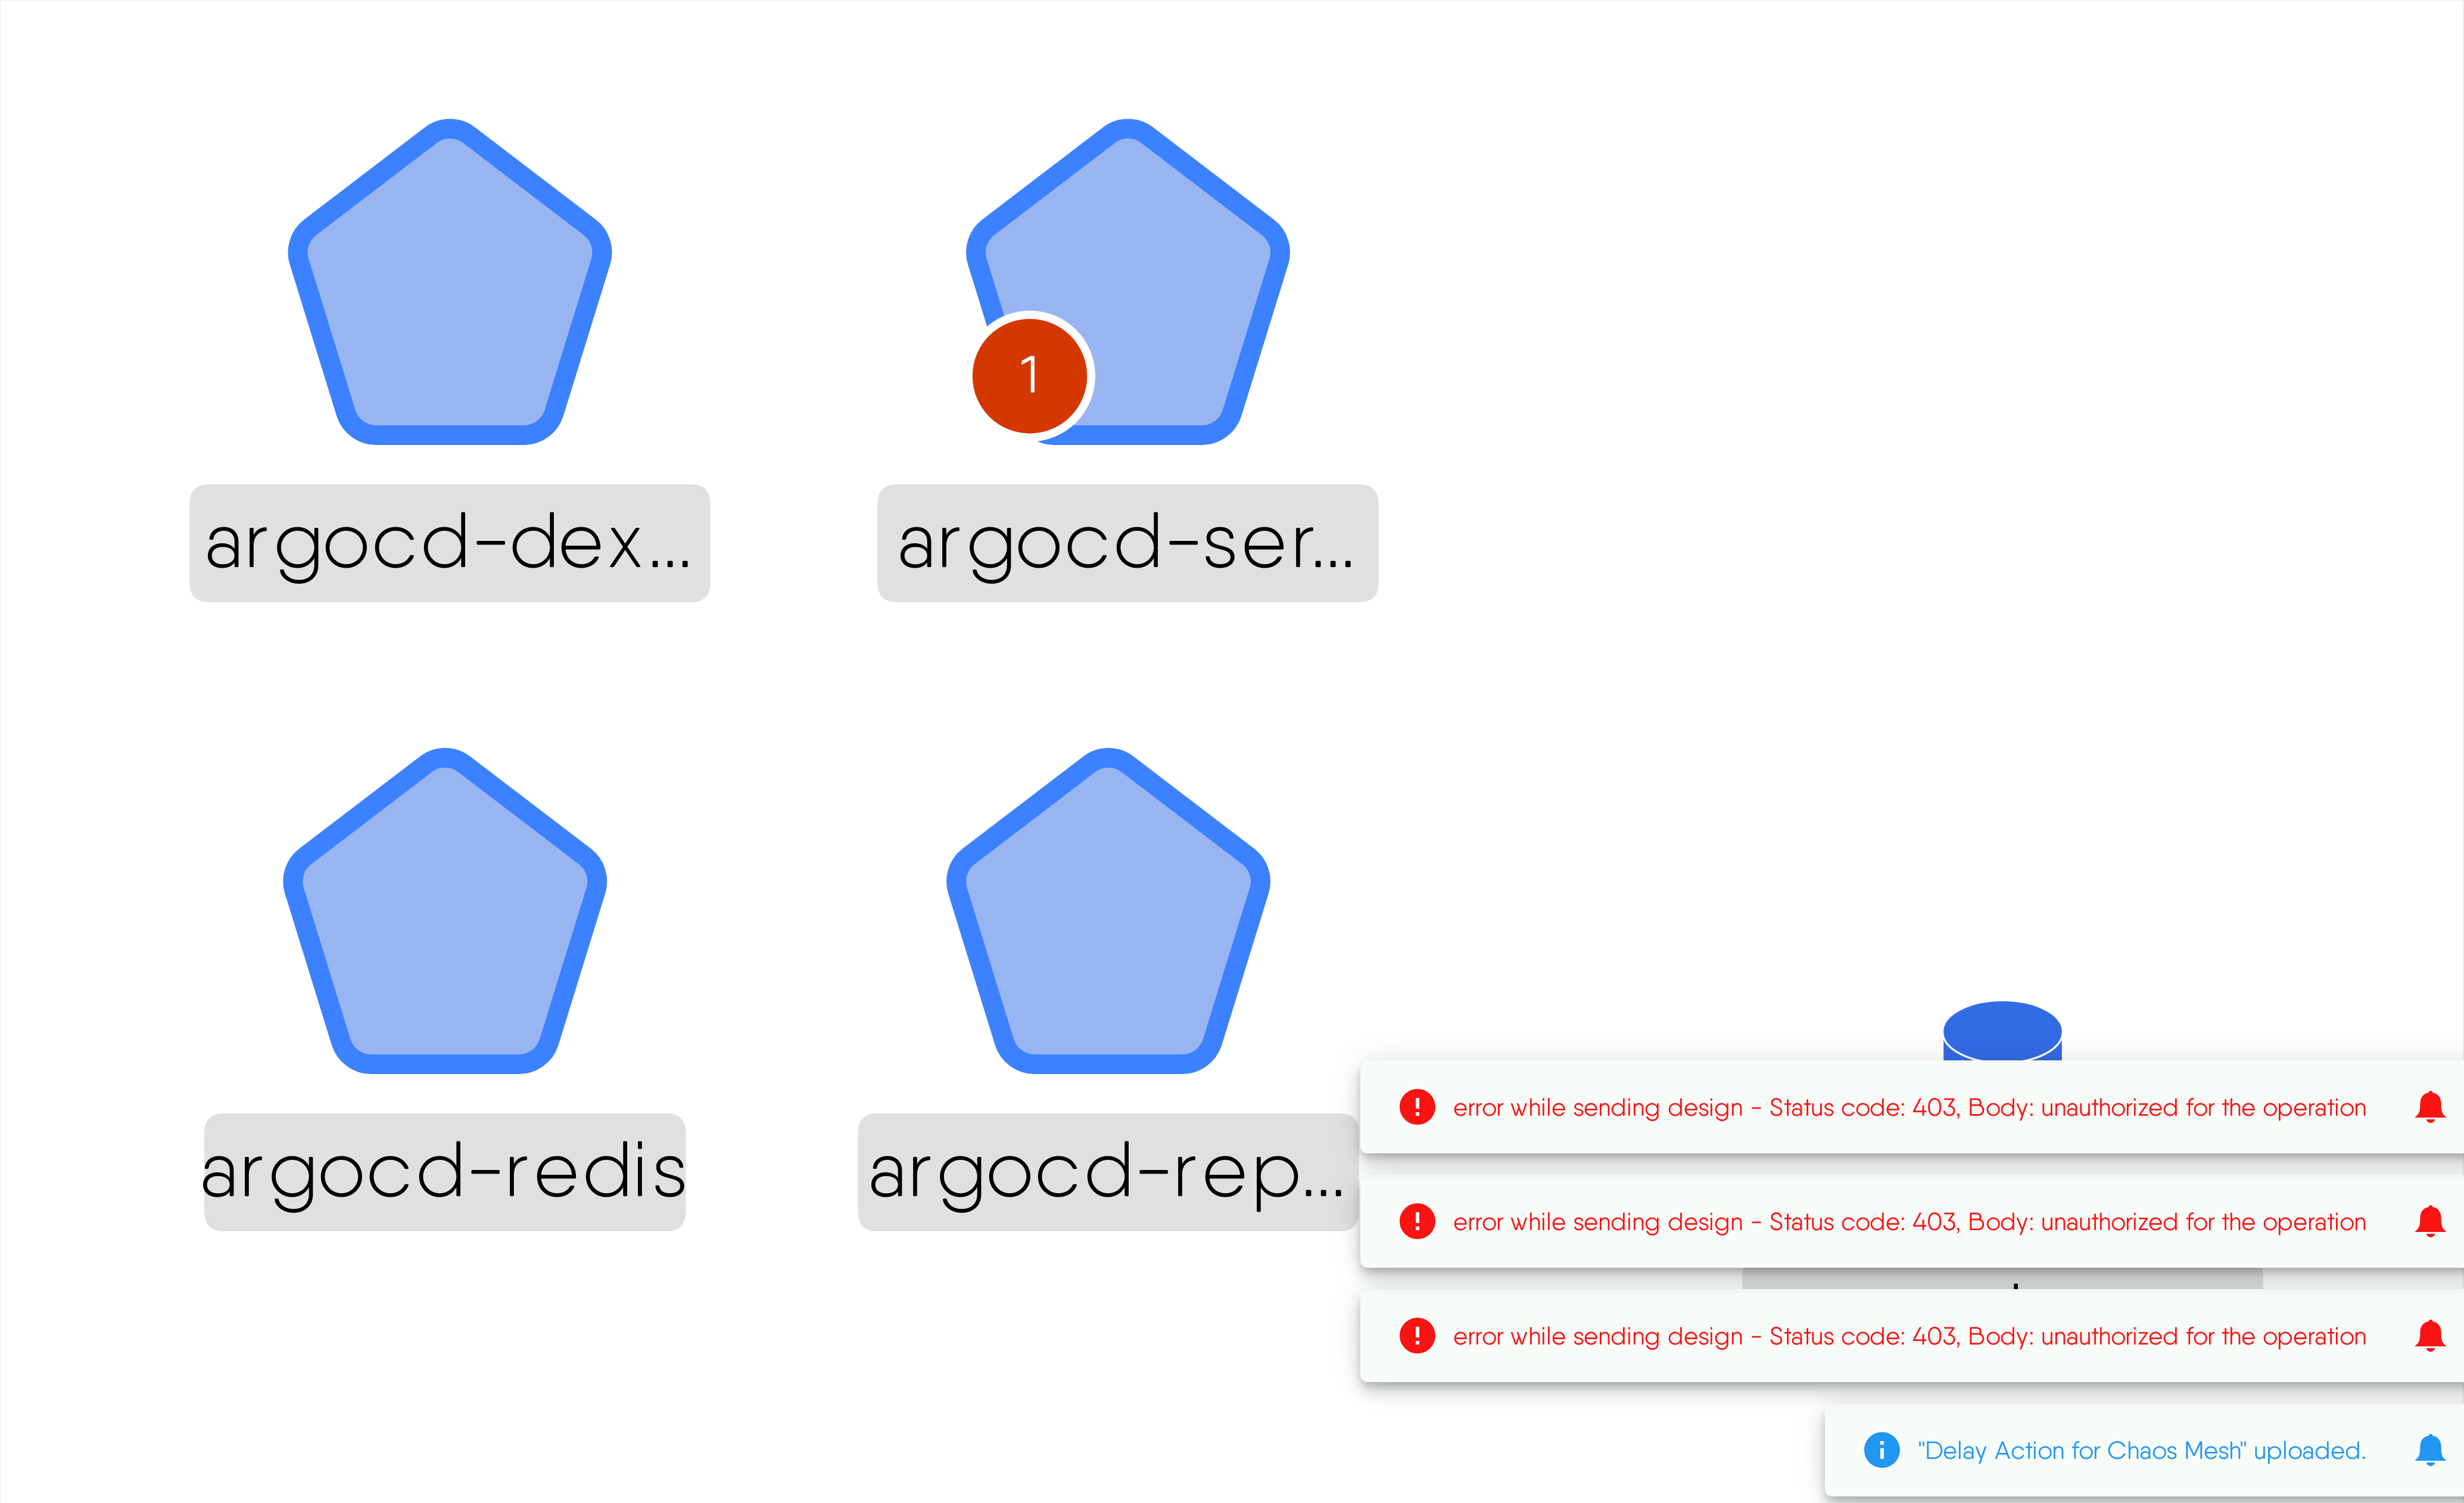 1
argocd-dex...
argocd-ser...
argocd-redis
argocd-rep...
error while sending design - Status code: 403, Body: unauthorized for the operation
error while sending design - Status code: 403, Body: unauthorized for the operation
error while sending design - Status code: 403, Body: unauthorized for the operation
"Delay Action for Chaos Mesh" uploaded.